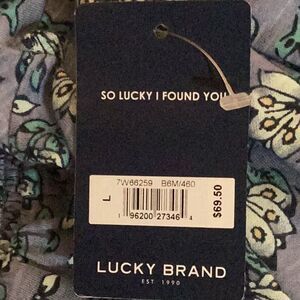 SO LUCKY I FOUND YOU
7W66259 B6M/460
L
1 96200 27346 4
$69.50
LUCKY BRAND
EST 1990